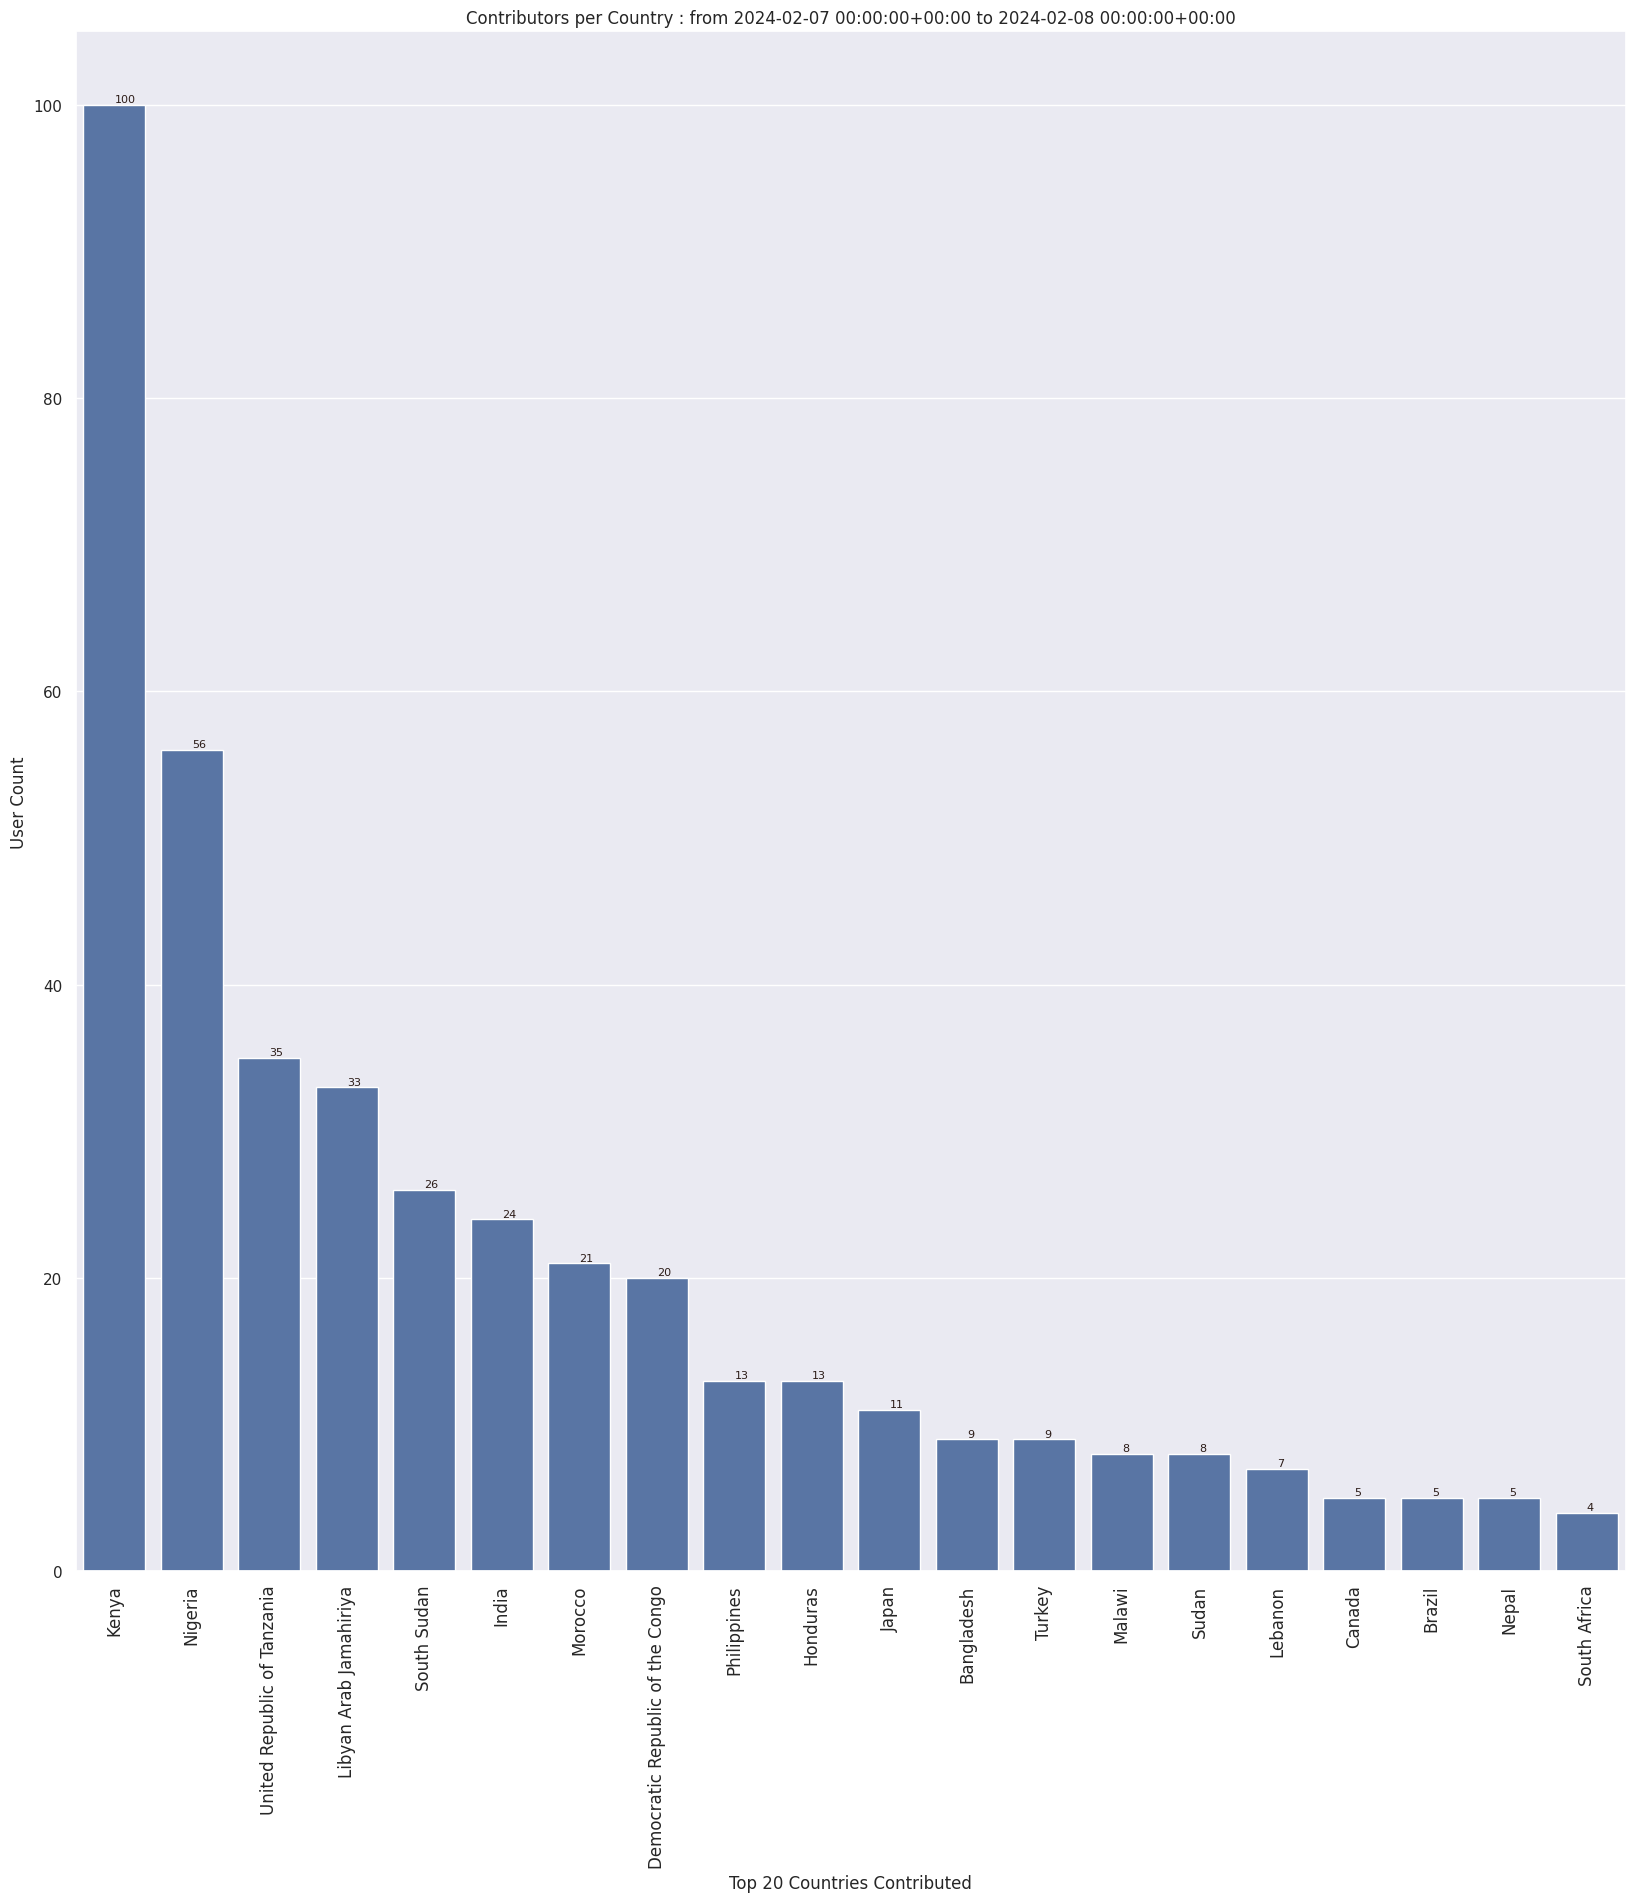 Contributors per Country : from 2024-02-07 00:00:00+00:00 to 2024-02-08 00:00:00+00:00
User Count
100
80
60
40
20
0
100
56
35
33
26
24
21
20
13
13
11
9
9
8
8
7
5
5
5
4
Kenya
Nigeria
United Republic of Tanzania
Libyan Arab Jamahiriya
South Sudan
India
Morocco
Democratic Republic of the Congo
Philippines
Honduras
Japan
Bangladesh
Turkey
Malawi
Sudan
Lebanon
Canada
Brazil
Nepal
South Africa
Top 20 Countries Contributed